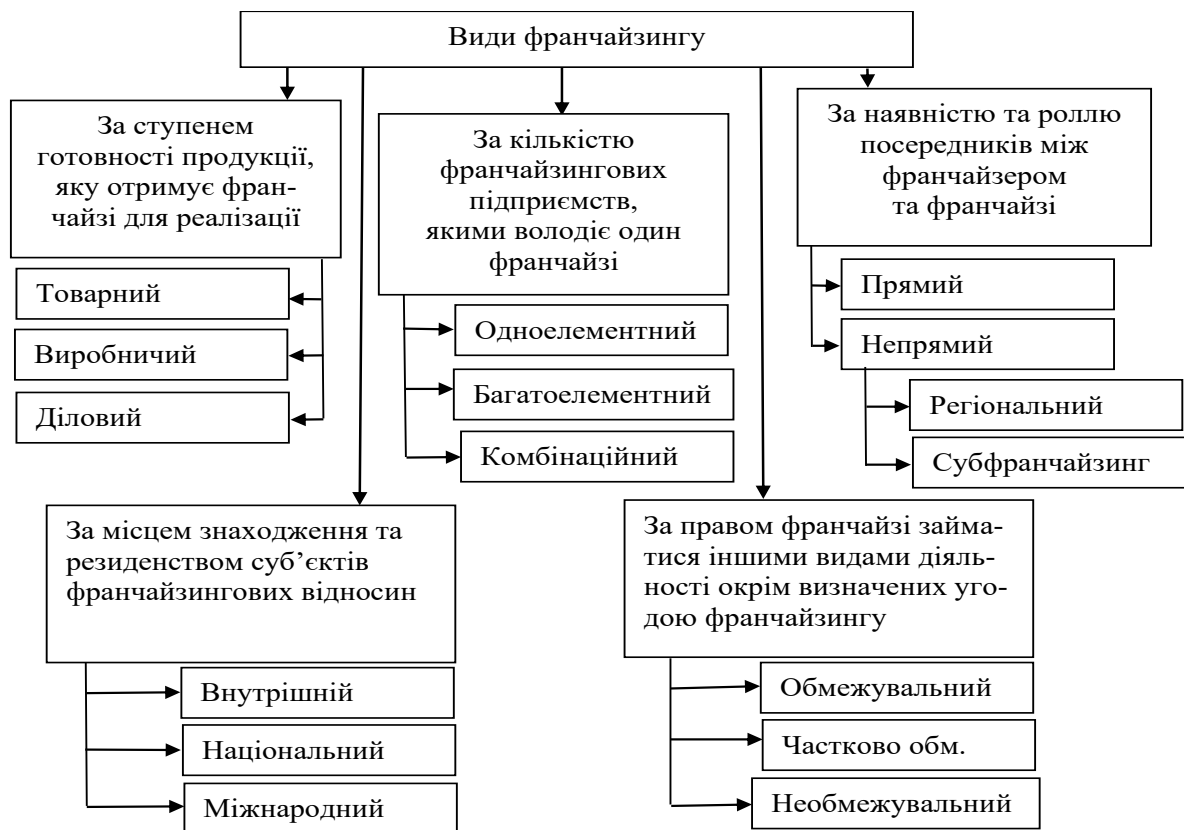 Види франчайзингу
За ступенем
готовності продукції,
яку отримує фран-
чайзі для реалізації
Товарний
Виробничий
Діловий
За кількістю
франчайзингових
підприємств,
якими володіє один
франчайзі
Одноелементний
Багатоелементний
Комбінаційний
За наявністю та роллю
посередників між
франчайзером
та франчайзі
Прямий
Непрямий
Регіональний
Субфранчайзинг
За місцем знаходження та
резиденством суб’єктів
франчайзингових відносин
Внутрішній
Національний
Міжнародний
За правом франчайзі займа-
тися іншими видами діяль-
ності окрім визначених уго-
дою франчайзингу
Обмежувальний
Частково обм.
Необмежувальний